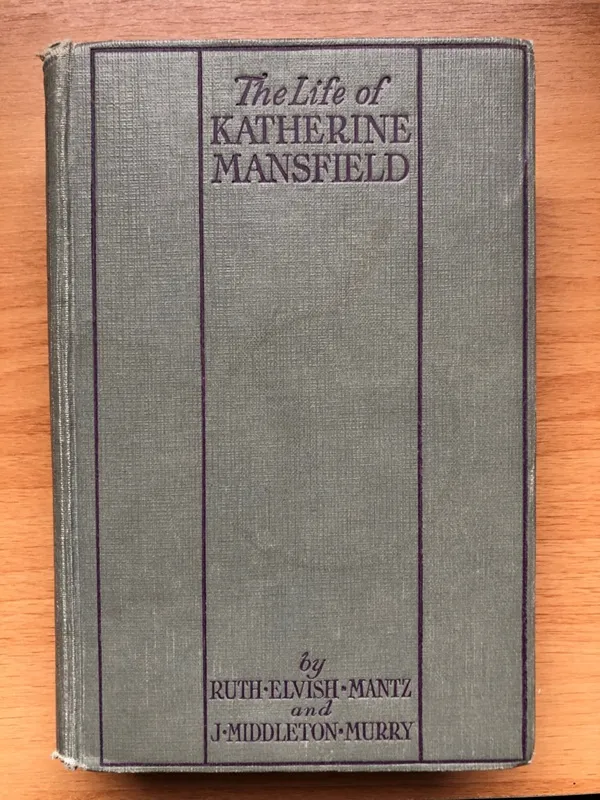 The Life of
KATHERINE
MANSFIELD
by
RUTH·ELVISH·MANTZ
and
J·MIDDLETON·MURRY